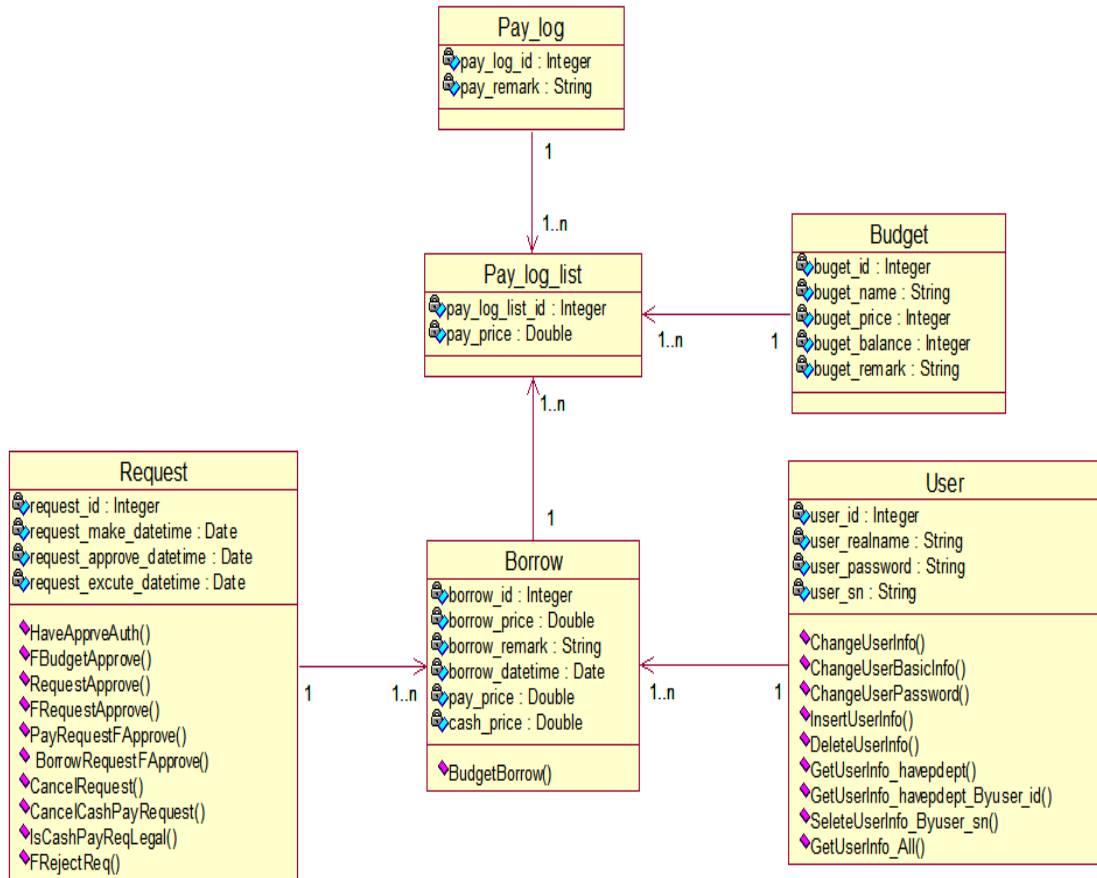 Pay_log
pay_log_id : Integer
pay_remark : String
1
1..n
Pay_log_list
pay_log_list_id : Integer
pay_price : Double
Budget
buget_id : Integer
buget_name : String
buget_price : Integer
buget_balance : Integer
buget_remark : String
1..n
1
1..n
1
Request
request_id : Integer
request_make_datetime : Date
request_approve_datetime : Date
request_excute_datetime : Date
HaveApprveAuth()
FBudgetApprove()
RequestApprove()
FRequestApprove()
PayRequestFApprove()
BorrowRequestFApprove()
CancelRequest()
CancelCashPayRequest()
IsCashPayReqLegal()
FRejectReq()
1
1..n
Borrow
borrow_id : Integer
borrow_price : Double
borrow_remark : String
borrow_datetime : Date
pay_price : Double
cash_price : Double
BudgetBorrow()
1..n
1
User
user_id : Integer
user_realname : String
user_password : String
user_sn : String
ChangeUserInfo()
ChangeUserBasicInfo()
ChangeUserPassword()
InsertUserInfo()
DeleteUserInfo()
GetUserInfo_havepdept()
GetUserInfo_havepdept_Byuser_id()
SeleteUserInfo_Byuser_sn()
GetUserInfo_All()